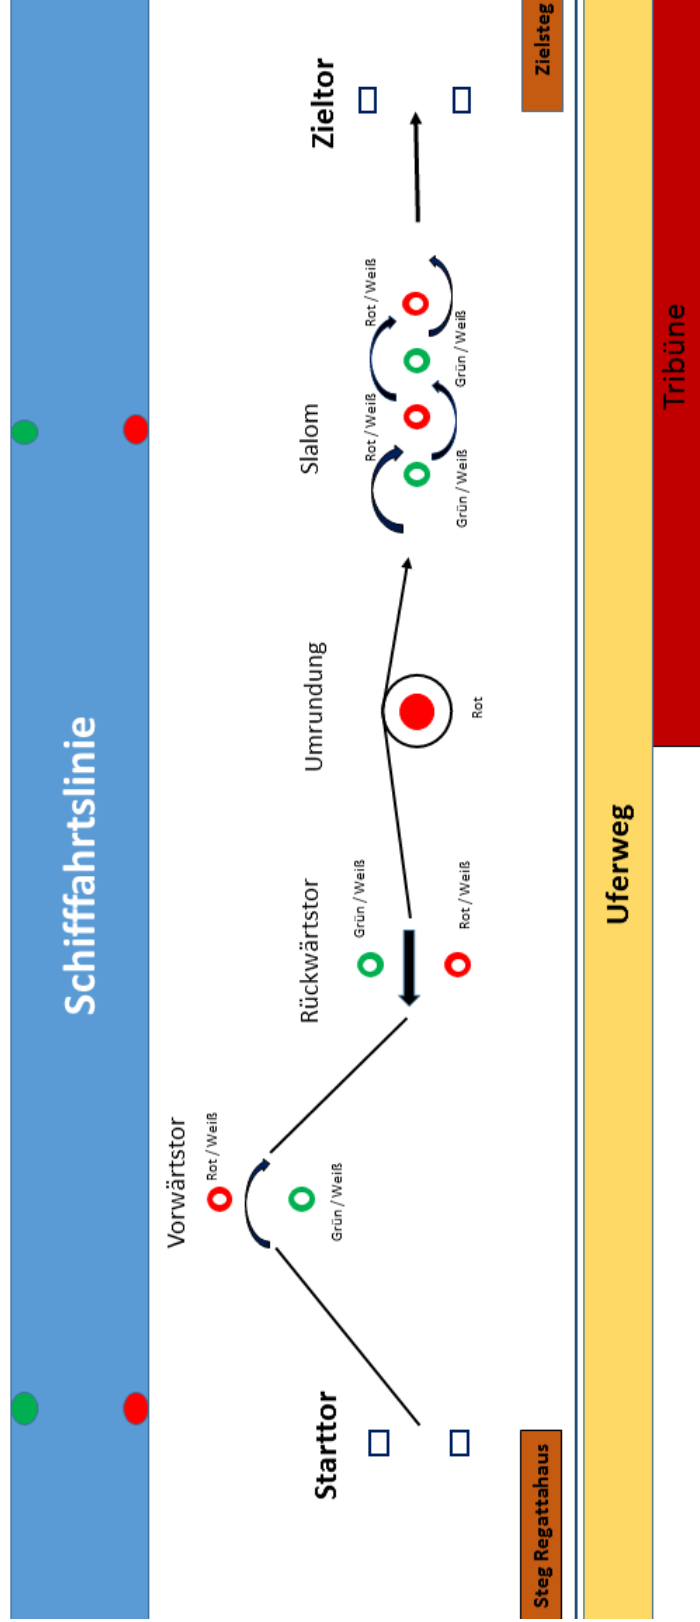 Schifffahrtslinie
Vorwärtstor
Rot / Weiß
Starttor
Rückwärtstor
Umrundung
Slalom
Zieltor
Grün / Weiß
Grün / Weiß
Rot / Weiß
Rot / Weiß
Rot / Weiß
Rot
Grün / Weiß
Grün / Weiß
Steg Regattahaus
Zielsteg
Uferweg
Tribüne